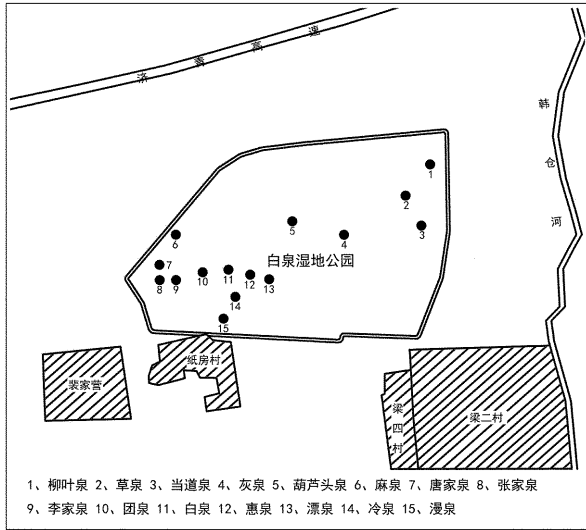 济青高速
韩仓河
1
2
3
4
5
6
白泉湿地公园
7
8
9
10
11
12
13
14
15
纸房村
裴家营
梁四村
梁二村
1、柳叶泉 2、草泉 3、当道泉 4、灰泉 5、葫芦头泉 6、麻泉 7、唐家泉 8、张家泉
9、李家泉 10、团泉 11、白泉 12、惠泉 13、漂泉 14、冷泉 15、漫泉